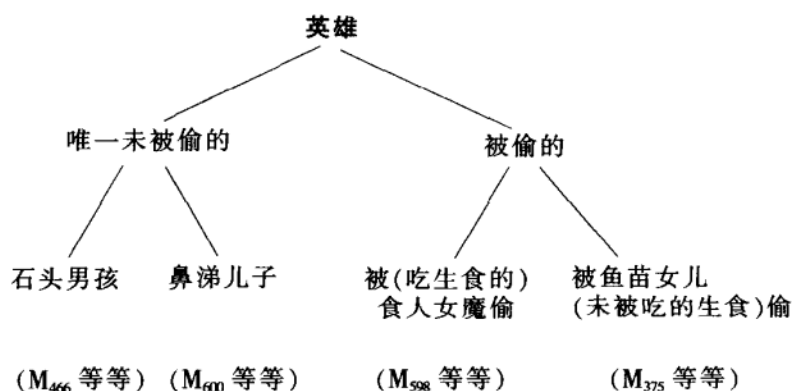 英雄
唯一未被偷的 被偷的
石头男孩 鼻涕儿子 被(吃生食的) 被鱼苗女儿
食人女魔偷 (未被吃的生食)偷
(M₄₆₆ 等等) (M₆₀₀ 等等) (M₅₉₈ 等等) (M₃₇₅ 等等)